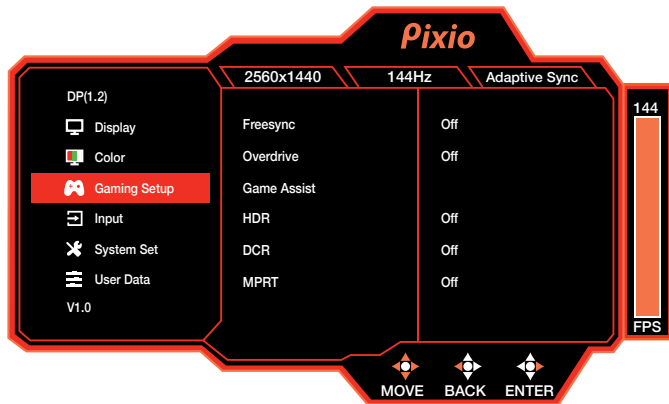 Pixio
2560x1440 144Hz Adaptive Sync
DP(1.2)
Display
Color
Gaming Setup
Input
System Set
User Data
V1.0
Freesync Off
Overdrive Off
Game Assist
HDR Off
DCR Off
MPRT Off
144
FPS
MOVE BACK ENTER